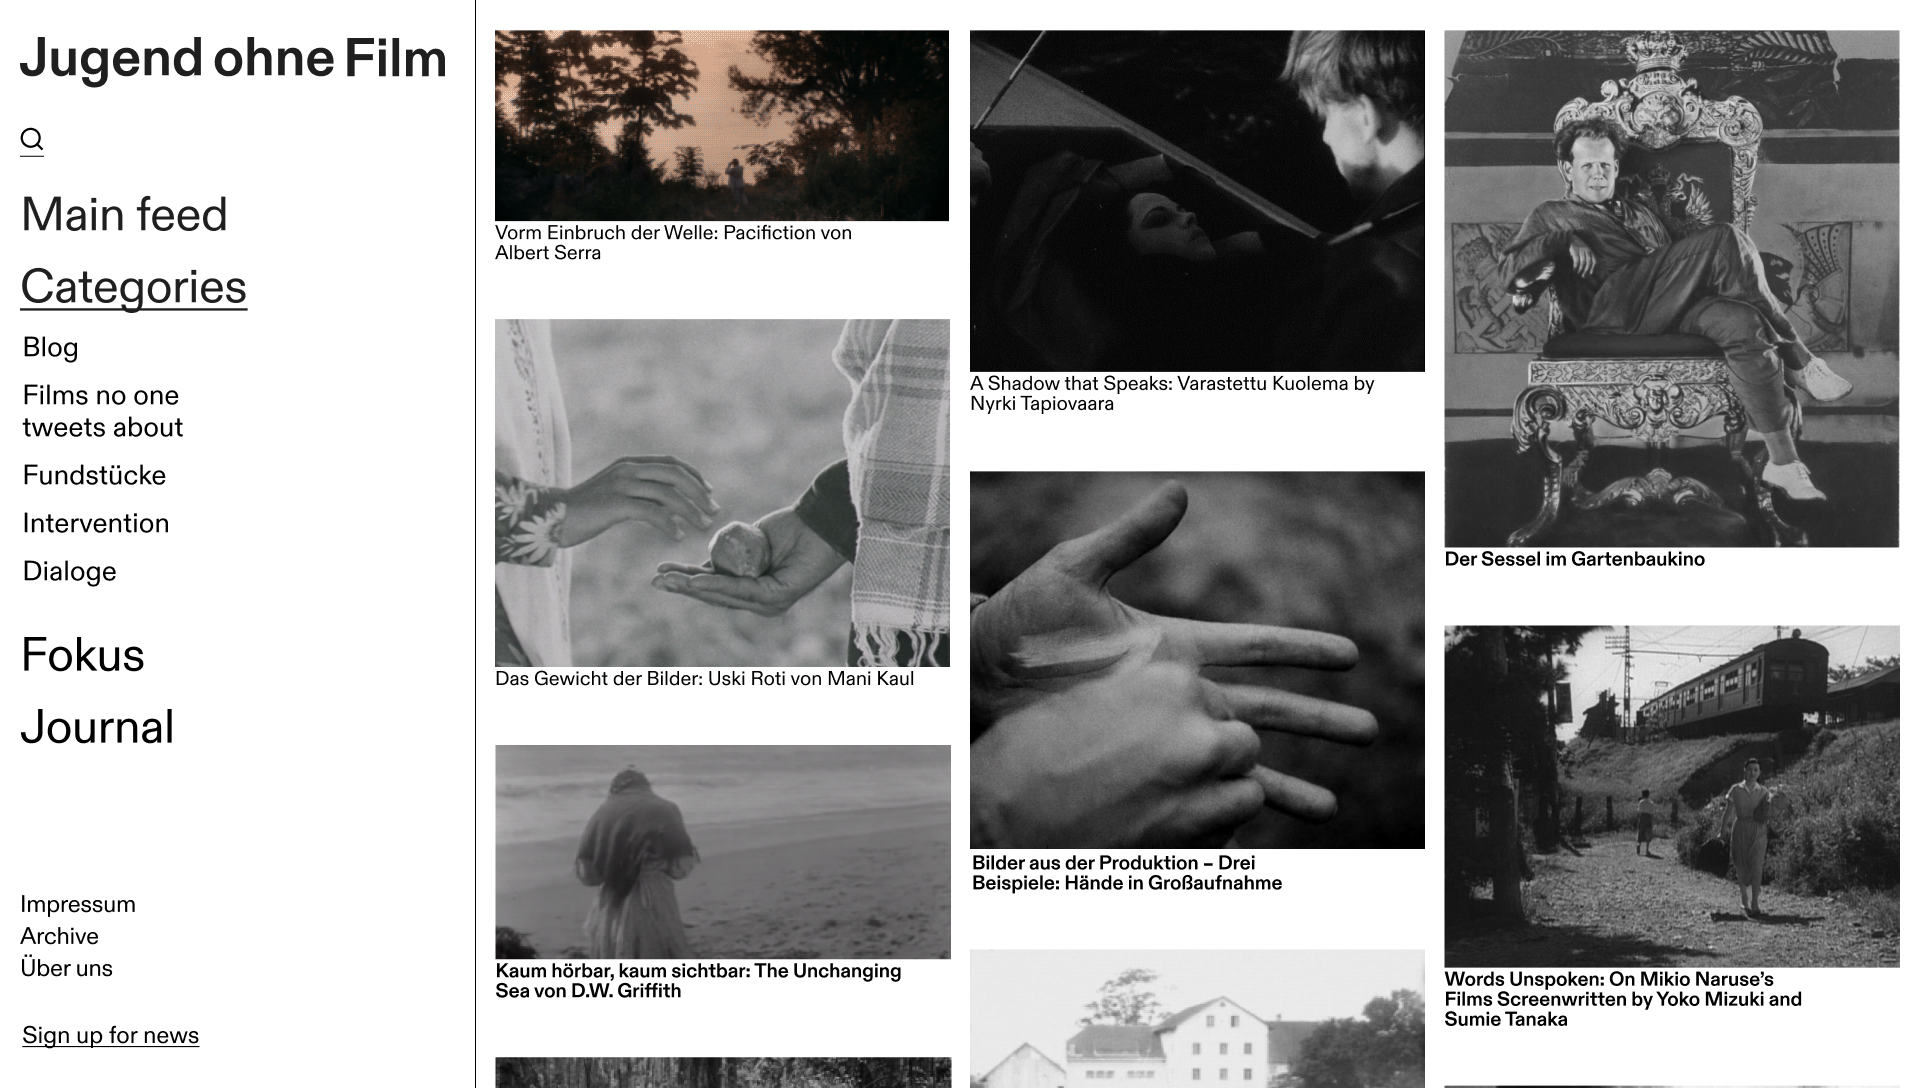 Jugend ohne Film
Main feed
Categories
Blog
Films no one
tweets about
Fundstücke
Intervention
Dialoge
Fokus
Journal
Impressum
Archive
Über uns
Sign up for news
Vorm Einbruch der Welle: Pacifiction von
Albert Serra
Das Gewicht der Bilder: Uski Roti von Mani Kaul
Kaum hörbar, kaum sichtbar: The Unchanging
Sea von D.W. Griffith
A Shadow that Speaks: Varastettu Kuolema by
Nyrki Tapiovaara
Bilder aus der Produktion – Drei
Beispiele: Hände in Großaufnahme
Der Sessel im Gartenbaukino
Words Unspoken: On Mikio Naruse’s
Films Screenwritten by Yoko Mizuki and
Sumie Tanaka